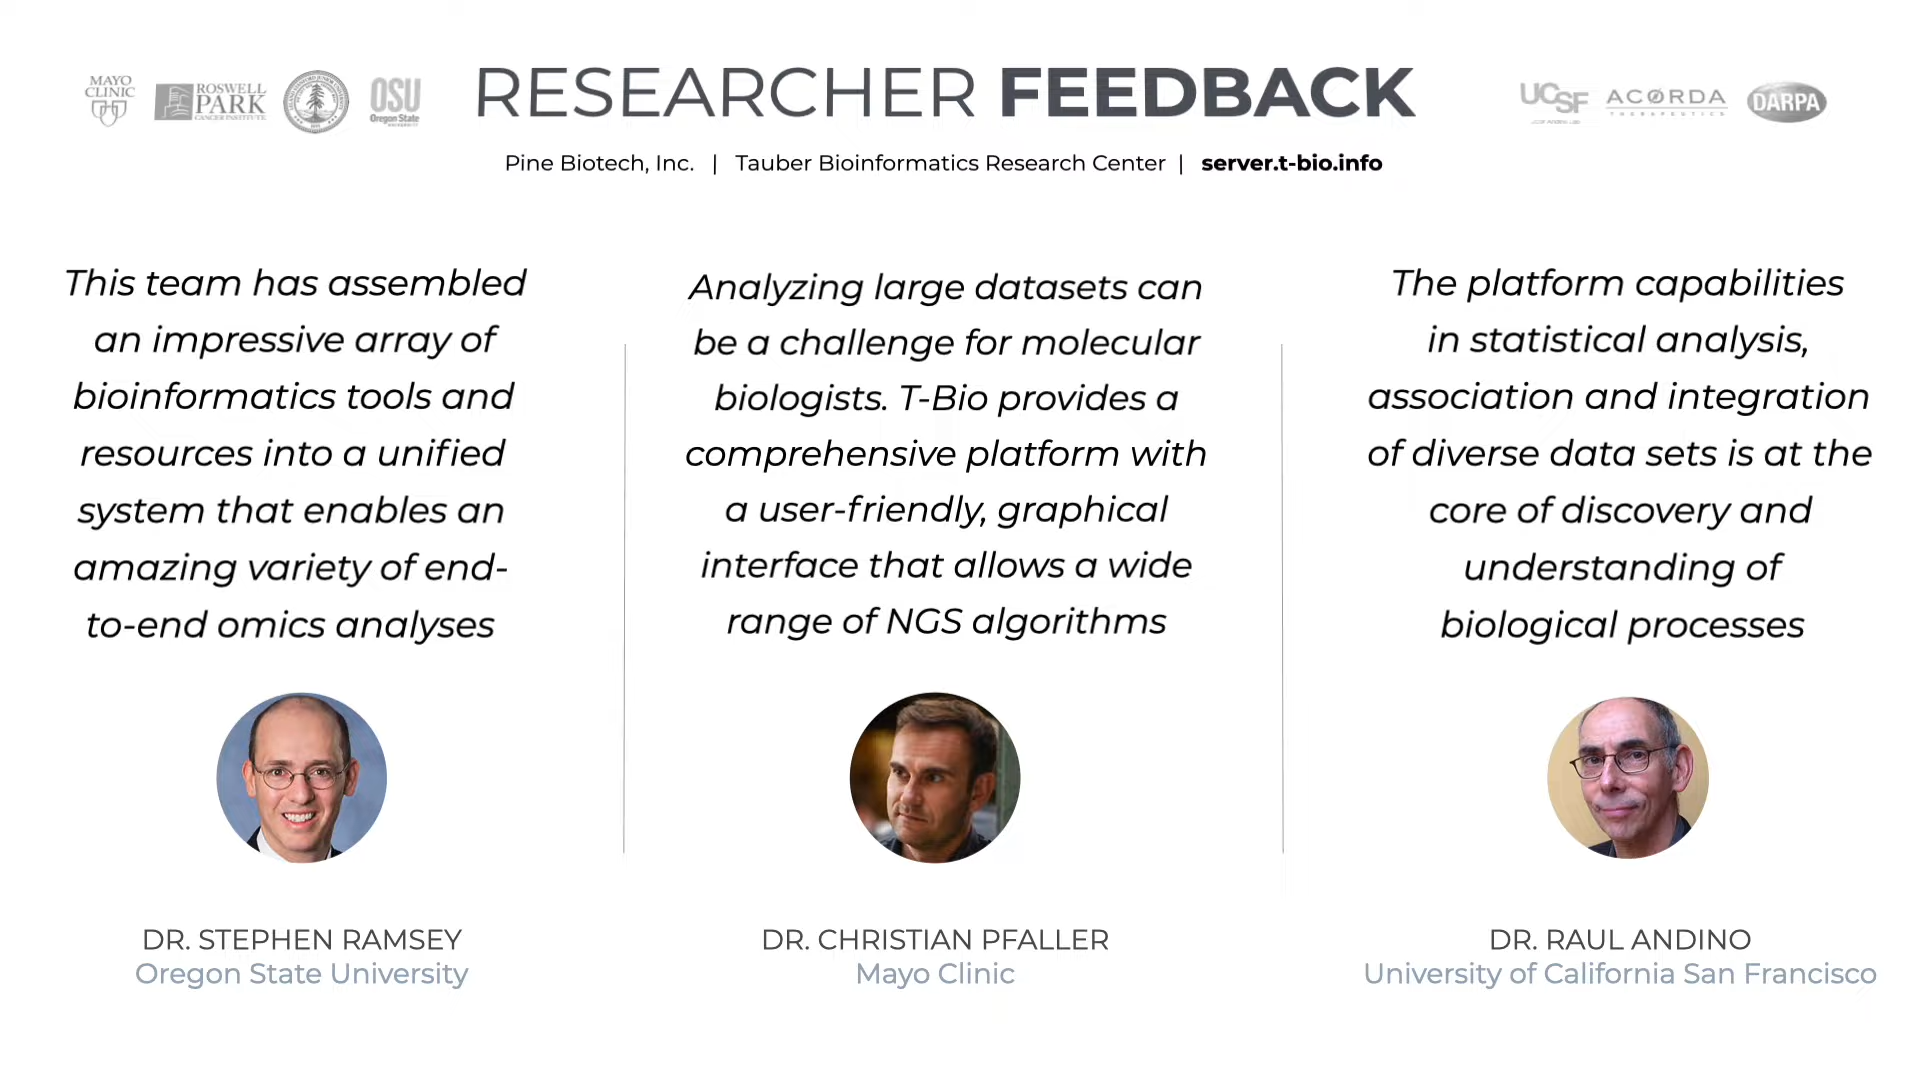 MAYO
CLINIC
ROSWELL
PARK
CANCER INSTITUTE
OSU
Oregon State
UNIVERSITY
RESEARCHER FEEDBACK
UCSF
ACORDA
THERAPEUTICS
DARPA
Pine Biotech, Inc. | Tauber Bioinformatics Research Center | server.t-bio.info
This team has assembled
an impressive array of
bioinformatics tools and
resources into a unified
system that enables an
amazing variety of end-
to-end omics analyses
DR. STEPHEN RAMSEY
Oregon State University
Analyzing large datasets can
be a challenge for molecular
biologists. T-Bio provides a
comprehensive platform with
a user-friendly, graphical
interface that allows a wide
range of NGS algorithms
DR. CHRISTIAN PFALLER
Mayo Clinic
The platform capabilities
in statistical analysis,
association and integration
of diverse data sets is at the
core of discovery and
understanding of
biological processes
DR. RAUL ANDINO
University of California San Francisco